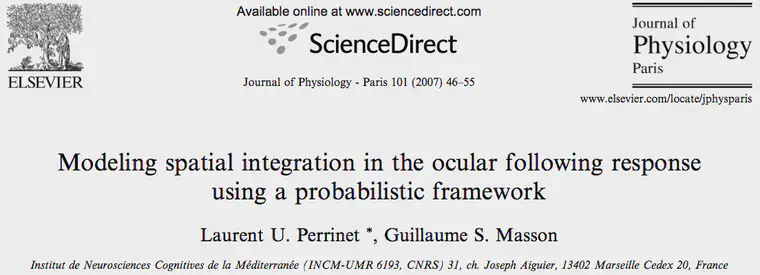 Available online at www.sciencedirect.com
ScienceDirect
ELSEVIER
Journal of Physiology - Paris 101 (2007) 46–55
Journal of
Physiology
Paris
www.elsevier.com/locate/jphysparis
Modeling spatial integration in the ocular following response
using a probabilistic framework
Laurent U. Perrinet *, Guillaume S. Masson
Institut de Neurosciences Cognitives de la Méditerranée (INCM-UMR 6193, CNRS) 31, ch. Joseph Aiguier, 13402 Marseille Cedex 20, France